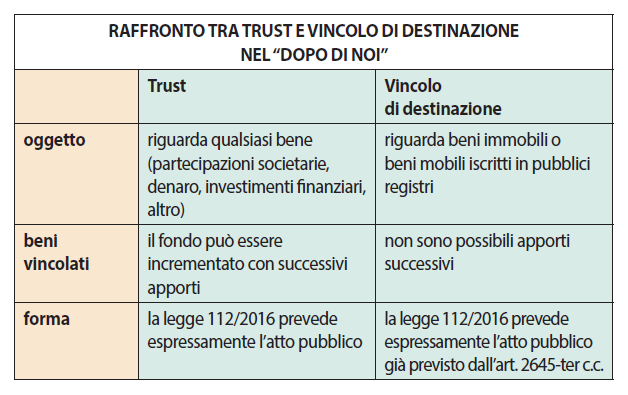 RAFFRONTO TRA TRUST E VINCOLO DI DESTINAZIONE
NEL “DOPO DI NOI”
Trust
Vincolo
di destinazione
oggetto
riguarda qualsiasi bene
(partecipazioni societarie,
denaro, investimenti finanziari,
altro)
riguarda beni immobili o
beni mobili iscritti in pubblici
registri
beni
vincolati
il fondo può essere
incrementato con successivi
apporti
non sono possibili apporti
successivi
forma
la legge 112/2016 prevede
espressamente l’atto pubblico
la legge 112/2016 prevede
espressamente l’atto pubblico
già previsto dall’art. 2645-ter c.c.